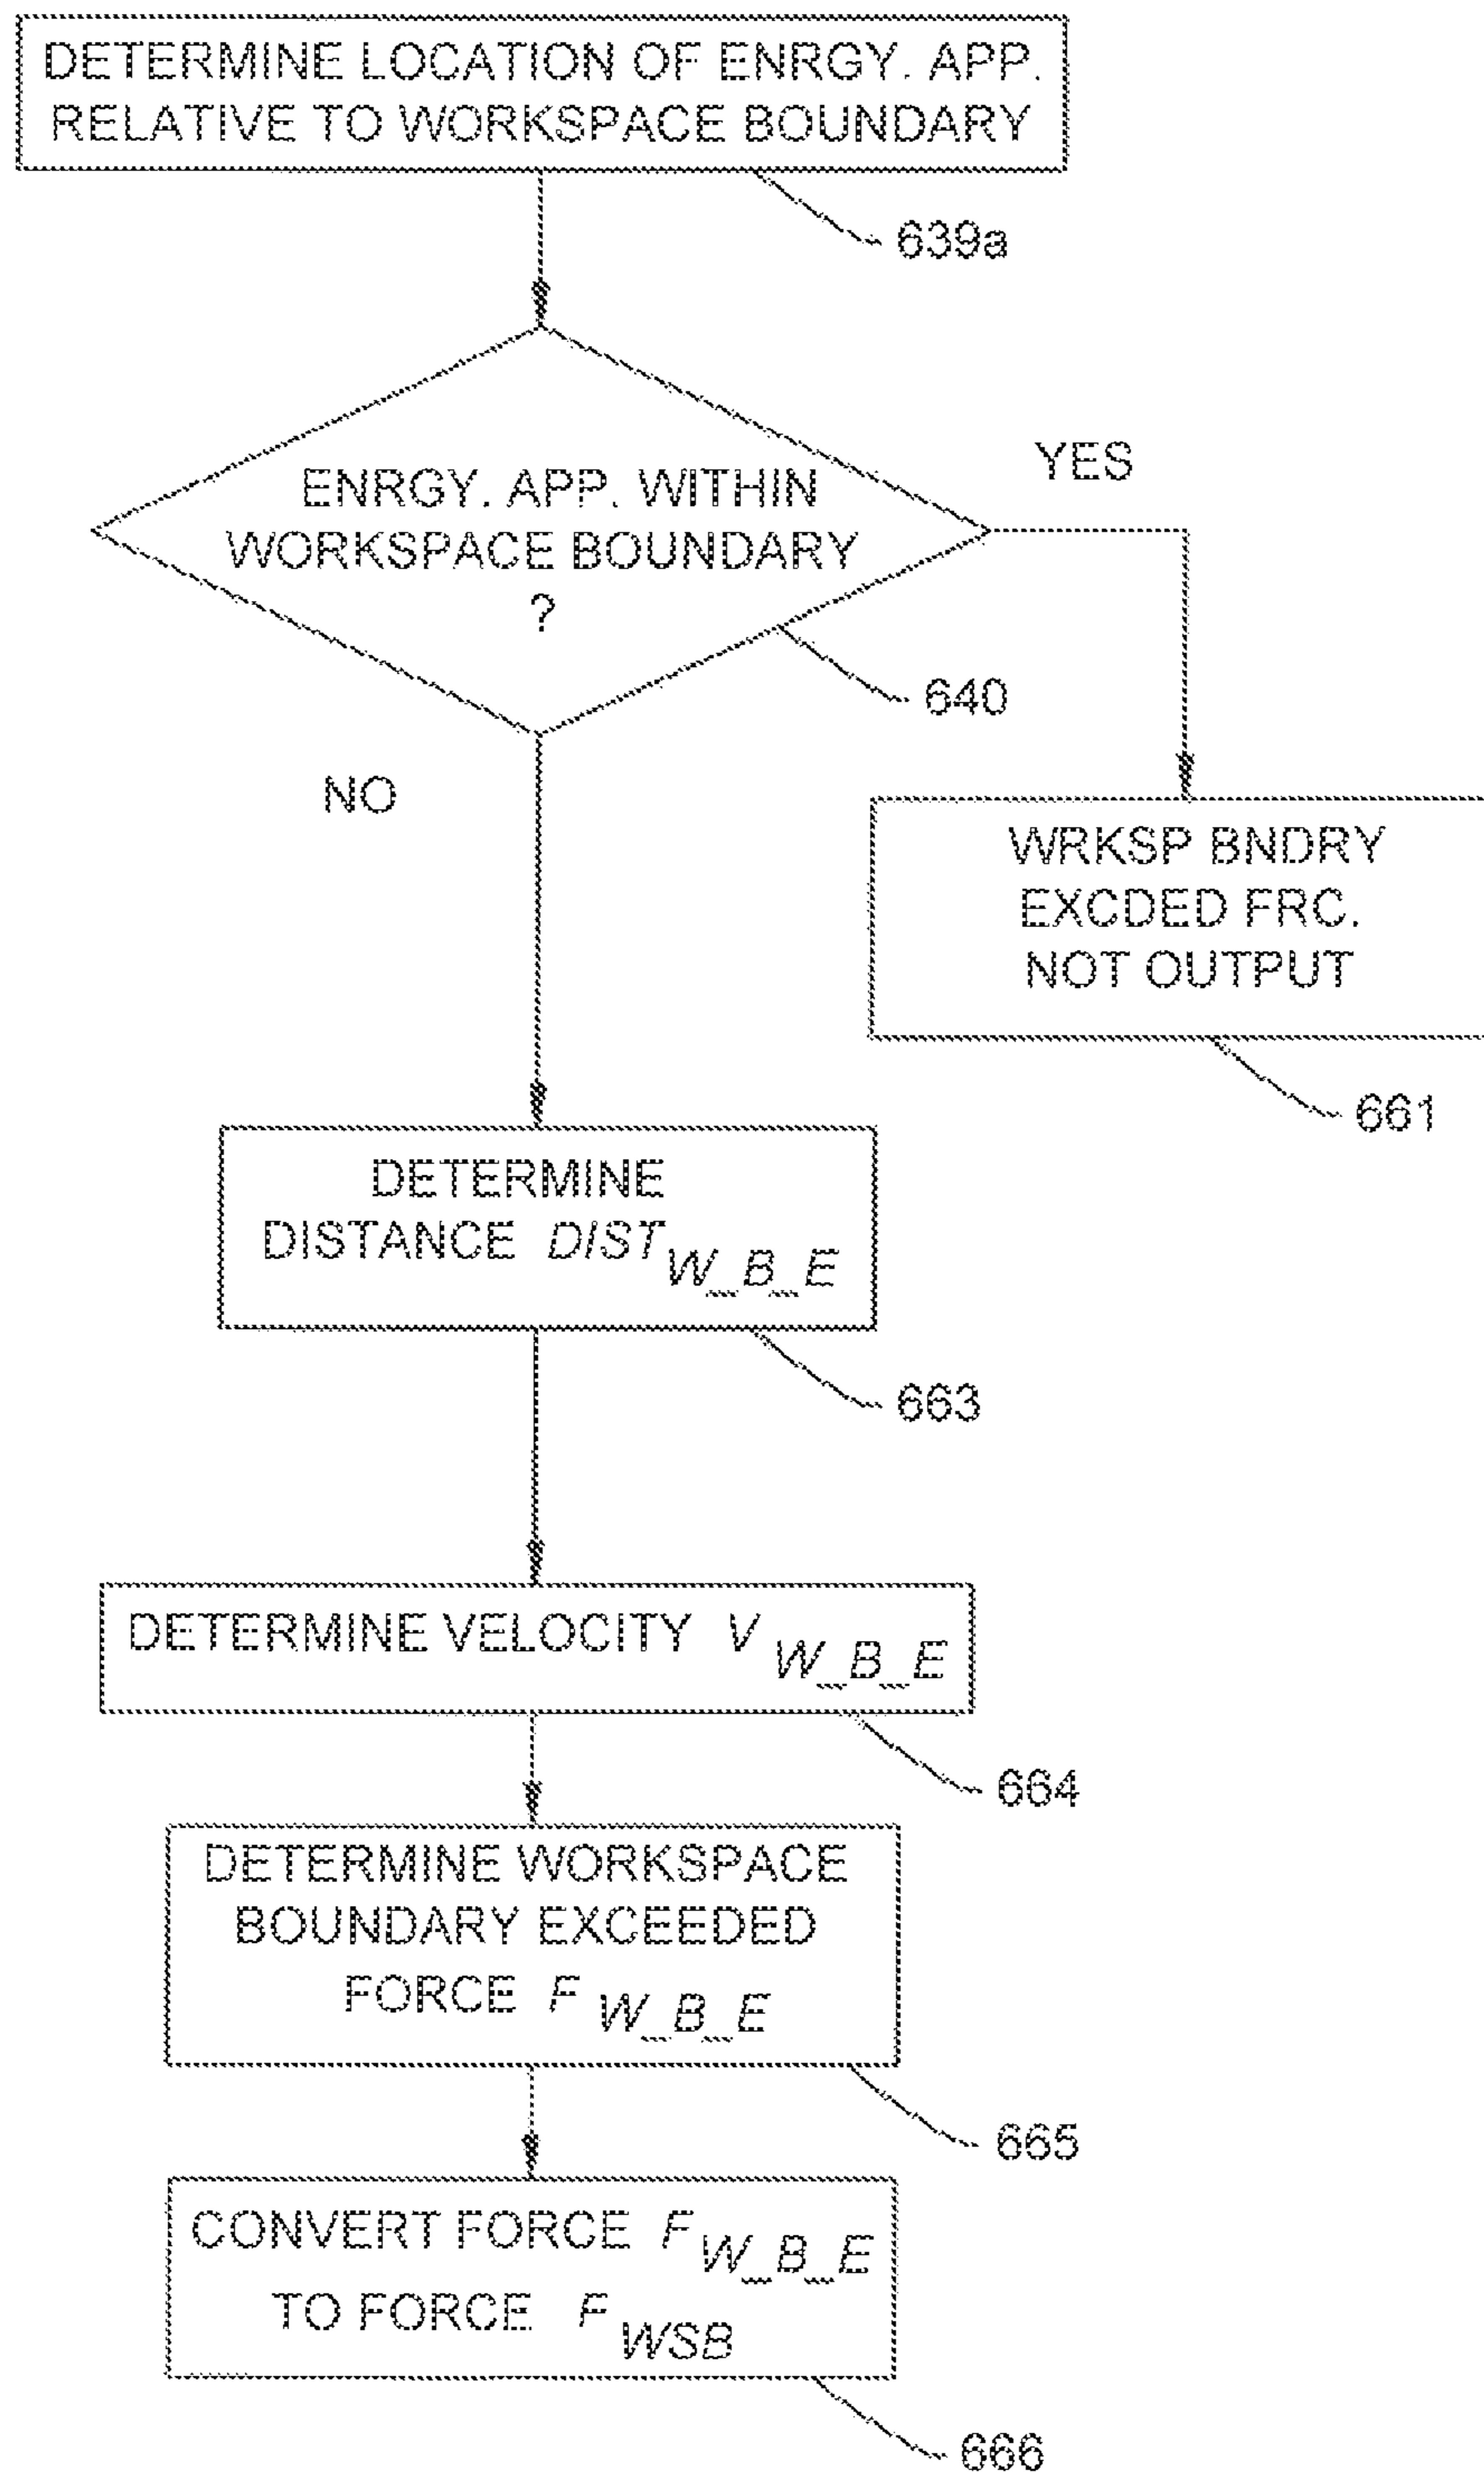 DETERMINE LOCATION OF ENRGY. APP.
RELATIVE TO WORKSPACE BOUNDARY
639a
ENRGY. APP. WITHIN
WORKSPACE BOUNDARY
?
YES
640
NO
WRKSP BNDRY
EXCDED FRC.
NOT OUTPUT
661
DETERMINE
DISTANCE DIST W_B_E
663
DETERMINE VELOCITY V W_B_E
664
DETERMINE WORKSPACE
BOUNDARY EXCEEDED
FORCE F W_B_E
665
CONVERT FORCE F W_B_E
TO FORCE F WSB
666